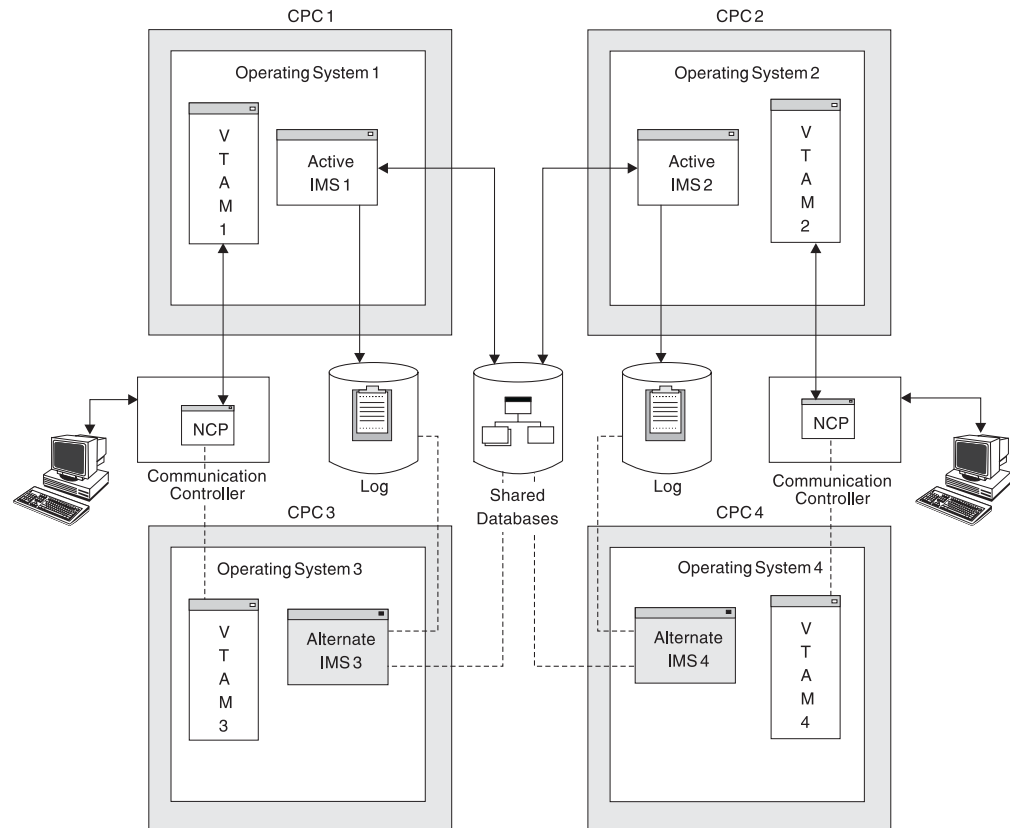 CPC 1
Operating System 1
V
T
A
M
1
Active
IMS 1
CPC 2
Operating System 2
Active
IMS 2
V
T
A
M
2
NCP
Communication
Controller
Log
Shared
Databases
Log
NCP
Communication
Controller
CPC 3
Operating System 3
V
T
A
M
3
Alternate
IMS 3
CPC 4
Operating System 4
Alternate
IMS 4
V
T
A
M
4